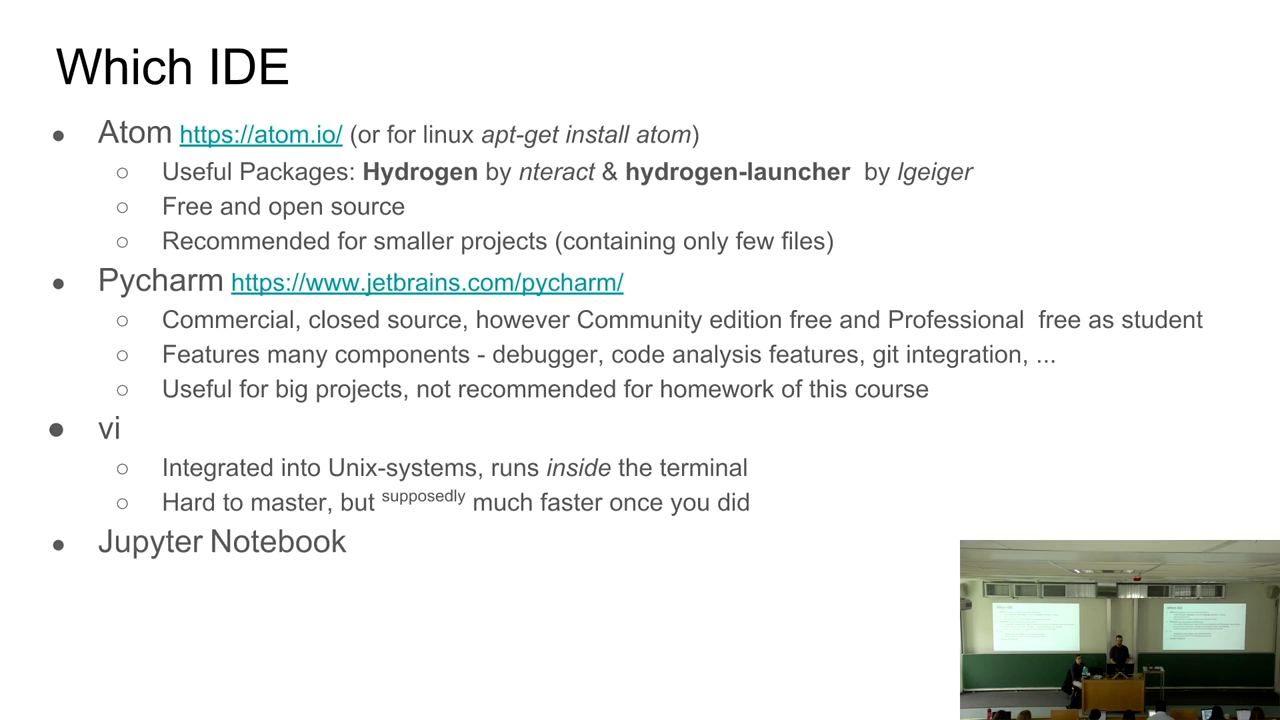 Which IDE
● Atom https://atom.io/ (or for linux apt-get install atom)
○ Useful Packages: Hydrogen by nteract & hydrogen-launcher by lgeiger
○ Free and open source
○ Recommended for smaller projects (containing only few files)
● Pycharm https://www.jetbrains.com/pycharm/
○ Commercial, closed source, however Community edition free and Professional free as student
○ Features many components - debugger, code analysis features, git integration, ...
○ Useful for big projects, not recommended for homework of this course
● vi
○ Integrated into Unix-systems, runs inside the terminal
○ Hard to master, but supposedly much faster once you did
● Jupyter Notebook